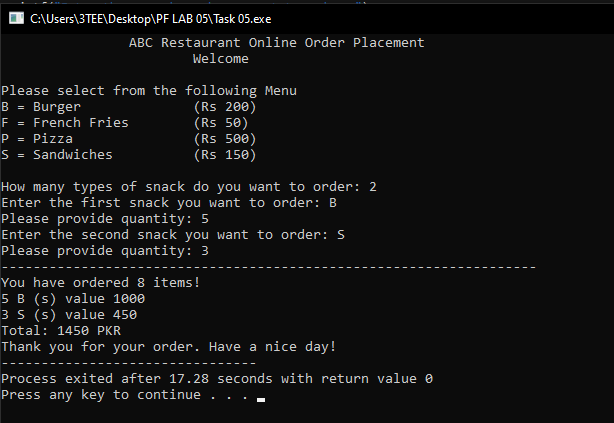 C:\Users\3TEE\Desktop\PF LAB 05\Task 05.exe
ABC Restaurant Online Order Placement
Welcome
Please select from the following Menu
B = Burger (Rs 200)
F = French Fries (Rs 50)
P = Pizza (Rs 500)
S = Sandwiches (Rs 150)
How many types of snack do you want to order: 2
Enter the first snack you want to order: B
Please provide quantity: 5
Enter the second snack you want to order: S
Please provide quantity: 3
-------------------------------------------------------------------
You have ordered 8 items!
5 B (s) value 1000
3 S (s) value 450
Total: 1450 PKR
Thank you for your order. Have a nice day!
--------------------------------
Process exited after 17.28 seconds with return value 0
Press any key to continue . . .